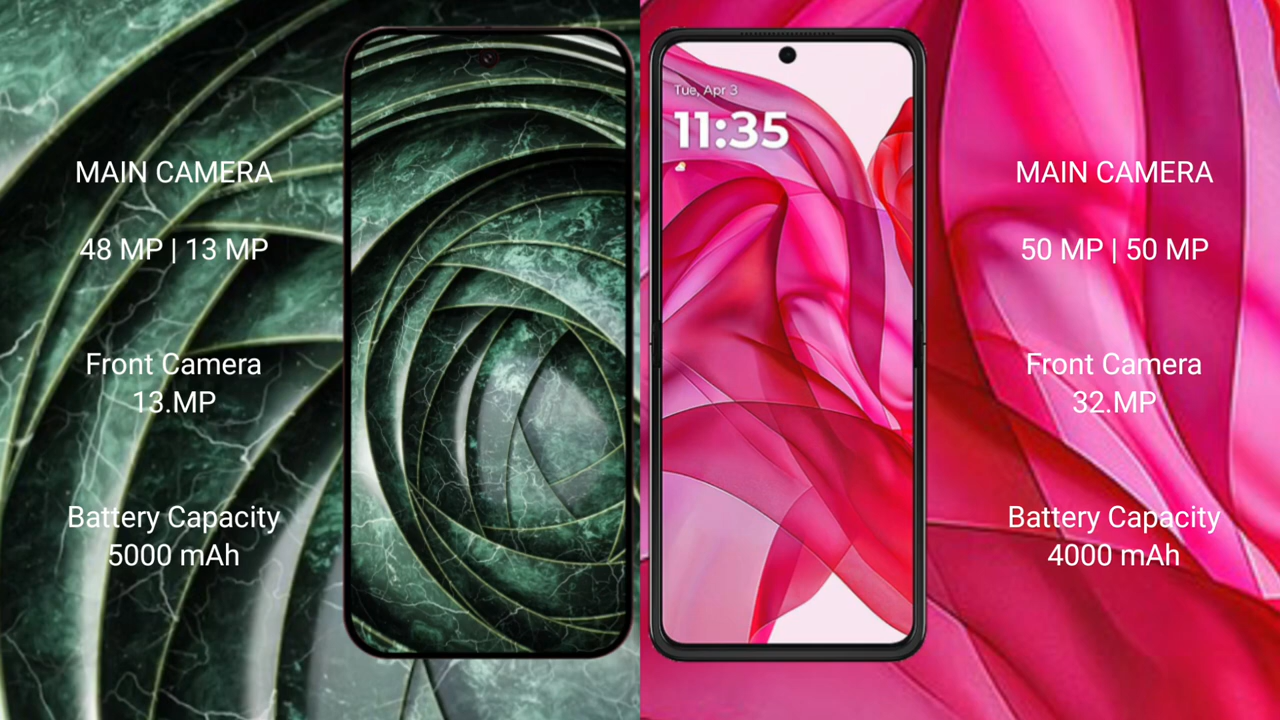 MAIN CAMERA
48 MP | 13 MP
Front Camera
13.MP
Battery Capacity
5000 mAh
Tue, Apr 3
11:35
MAIN CAMERA
50 MP | 50 MP
Front Camera
32.MP
Battery Capacity
4000 mAh